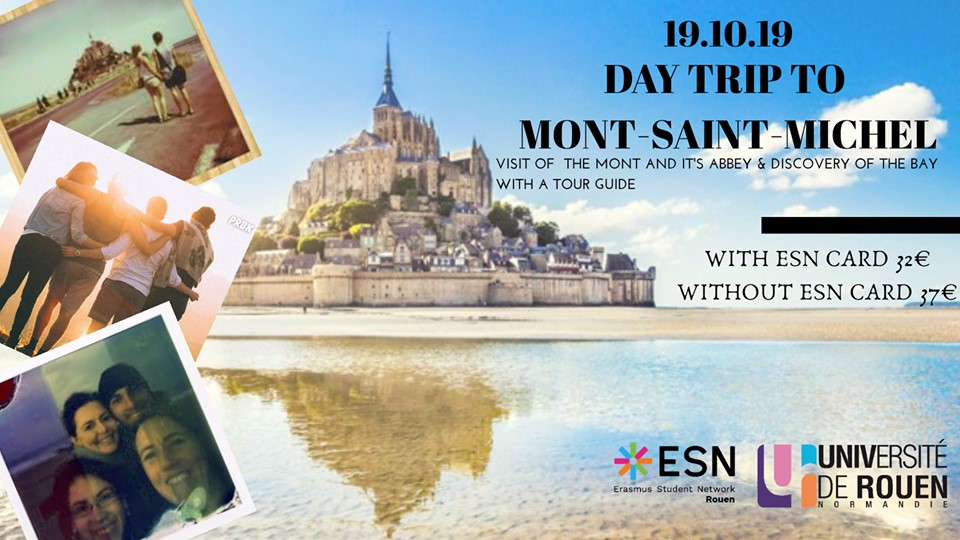 19.10.19
DAY TRIP TO
MONT-SAINT-MICHEL
VISIT OF THE MONT AND IT'S ABBEY & DISCOVERY OF THE BAY
WITH A TOUR GUIDE
PRBK
WITH ESN CARD 32€
WITHOUT ESN CARD 37€
ESN
Erasmus Student Network
Rouen
UNIVERSITÉ
DE ROUEN
NORMANDIE